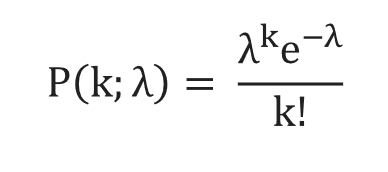 P(k; λ) = λᵏe⁻λ / k!